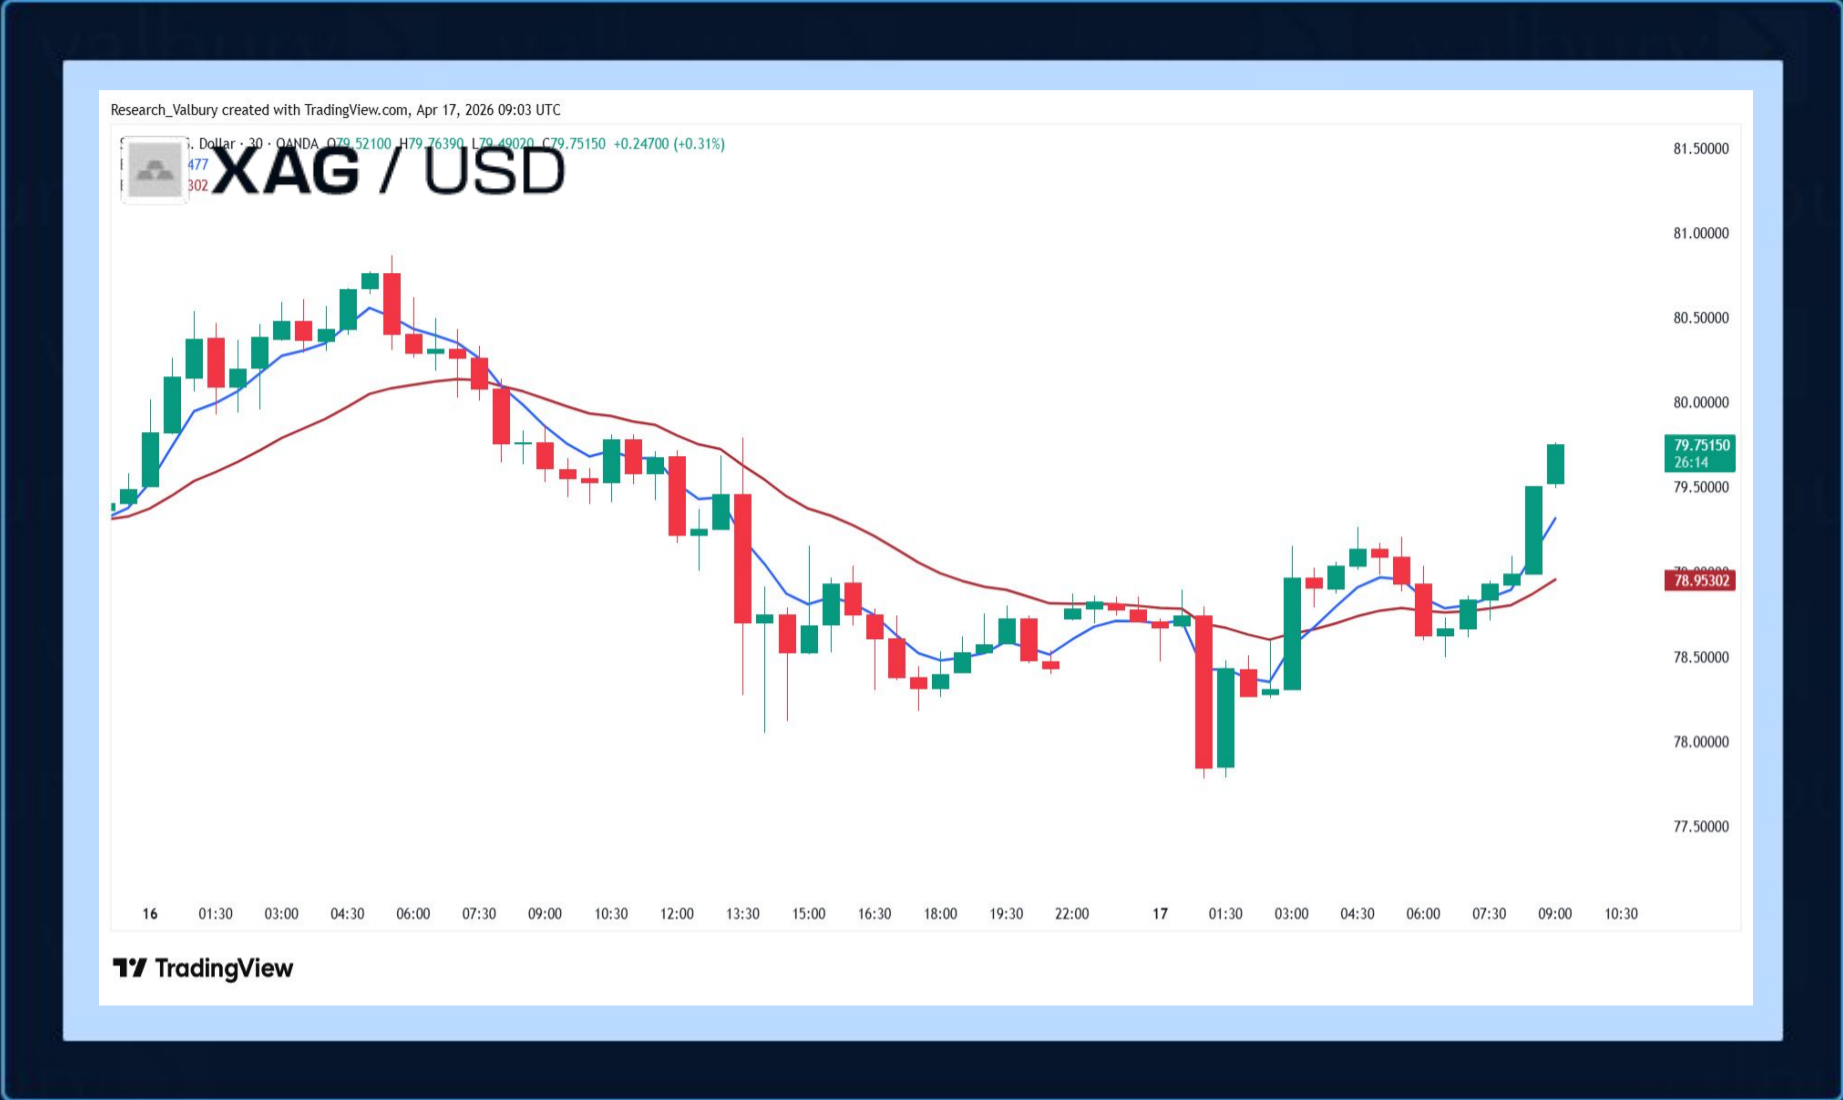 Research_Valbury created with TradingView.com, Apr 17, 2026 09:03 UTC
Dollar · 30 · OANDA O79.52100 H79.76390 L79.49020 C79.75150 +0.24700 (+0.31%)
477
302
XAG / USD
81.50000
81.00000
80.50000
80.00000
79.75150
26:14
79.50000
78.95302
78.50000
78.00000
77.50000
16 01:30 03:00 04:30 06:00 07:30 09:00 10:30 12:00 13:30 15:00 16:30 18:00 19:30 22:00 17 01:30 03:00 04:30 06:00 07:30 09:00 10:30
TradingView